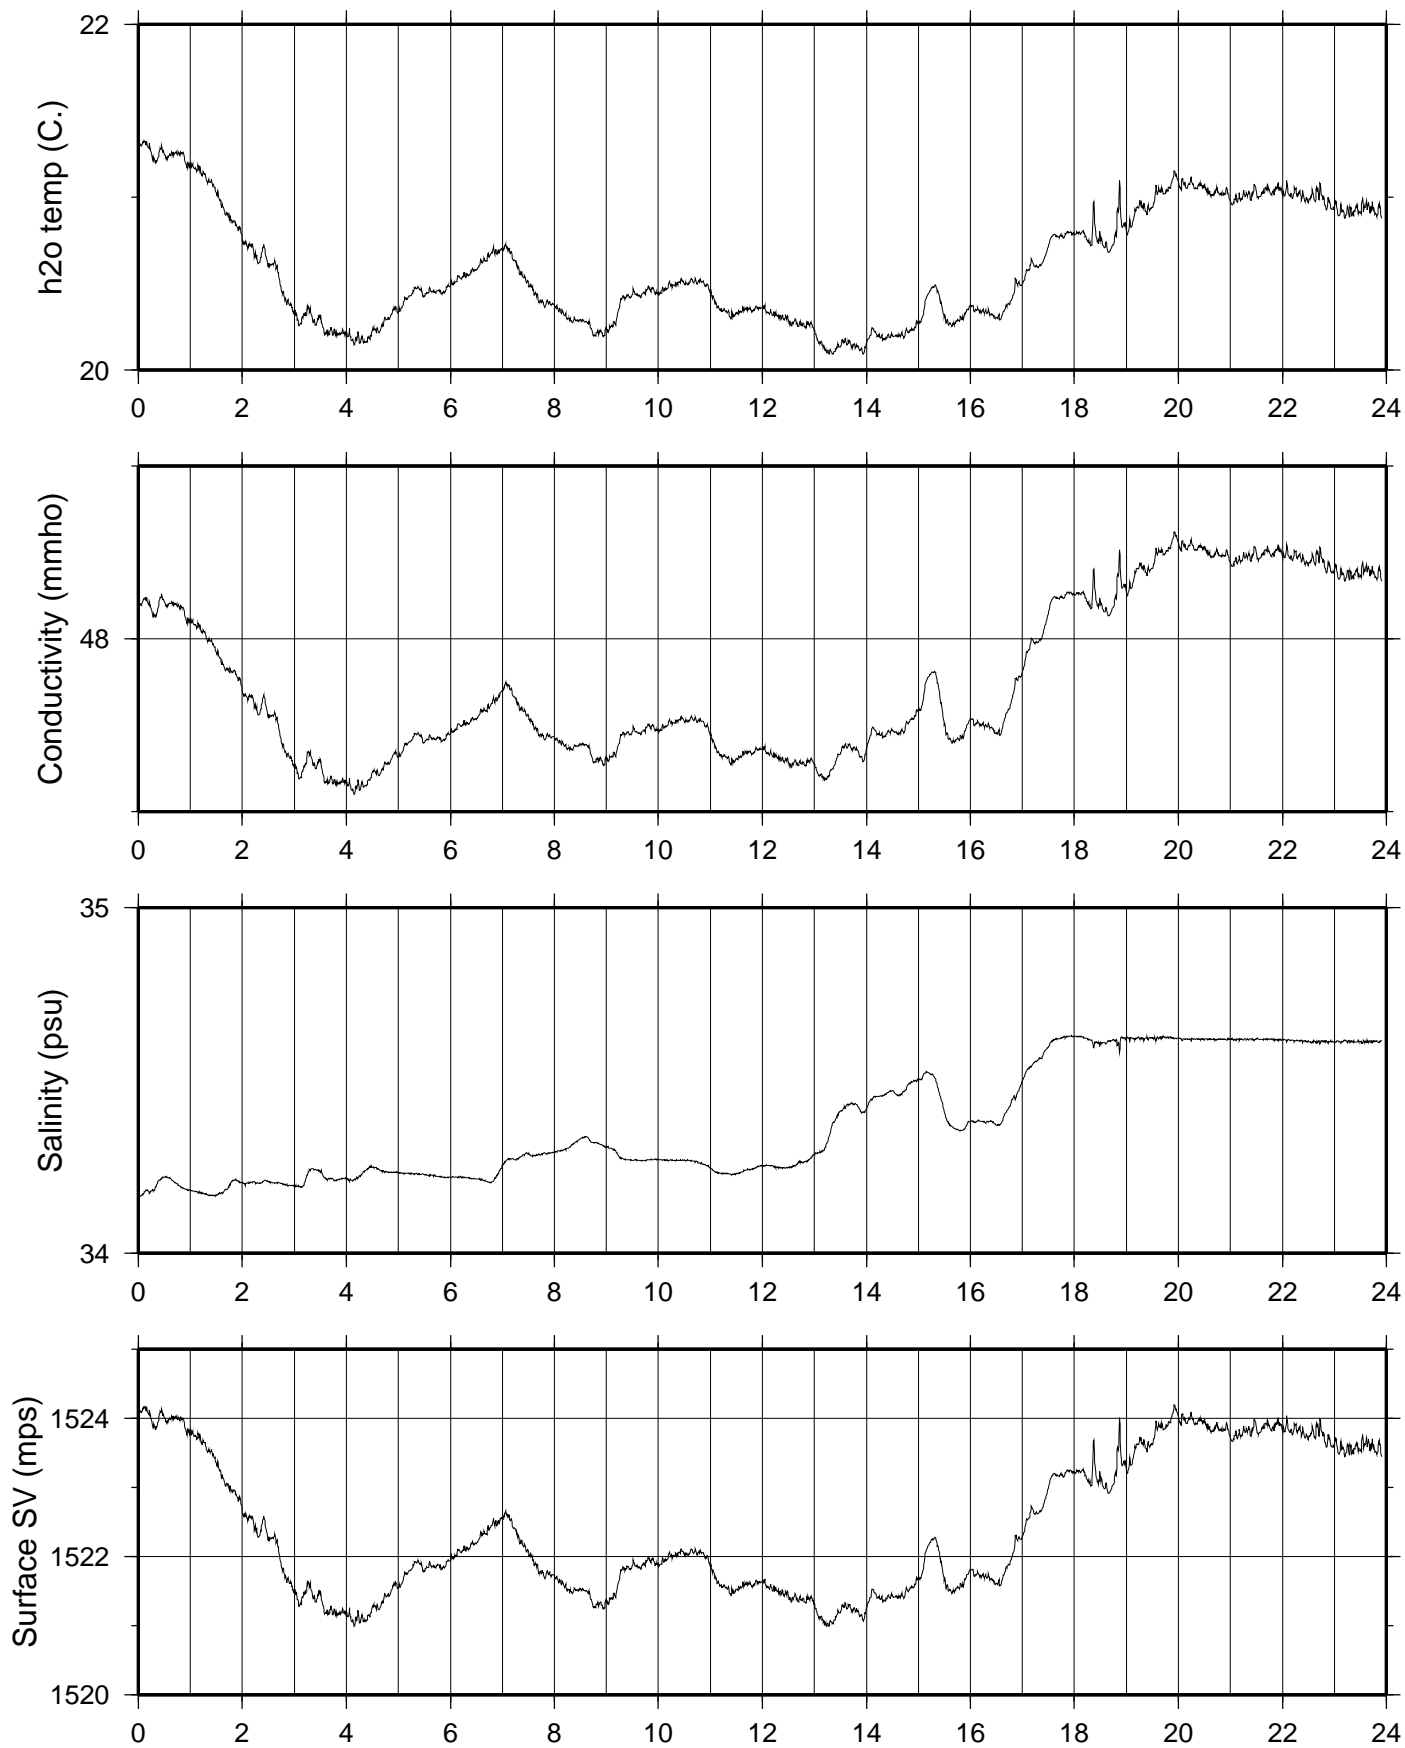 22
h2o temp (C.)
20
0 2 4 6 8 10 12 14 16 18 20 22 24
Conductivity (mmho)
48
0 2 4 6 8 10 12 14 16 18 20 22 24
35
Salinity (psu)
34
0 2 4 6 8 10 12 14 16 18 20 22 24
Surface SV (mps)
1524
1522
1520
0 2 4 6 8 10 12 14 16 18 20 22 24